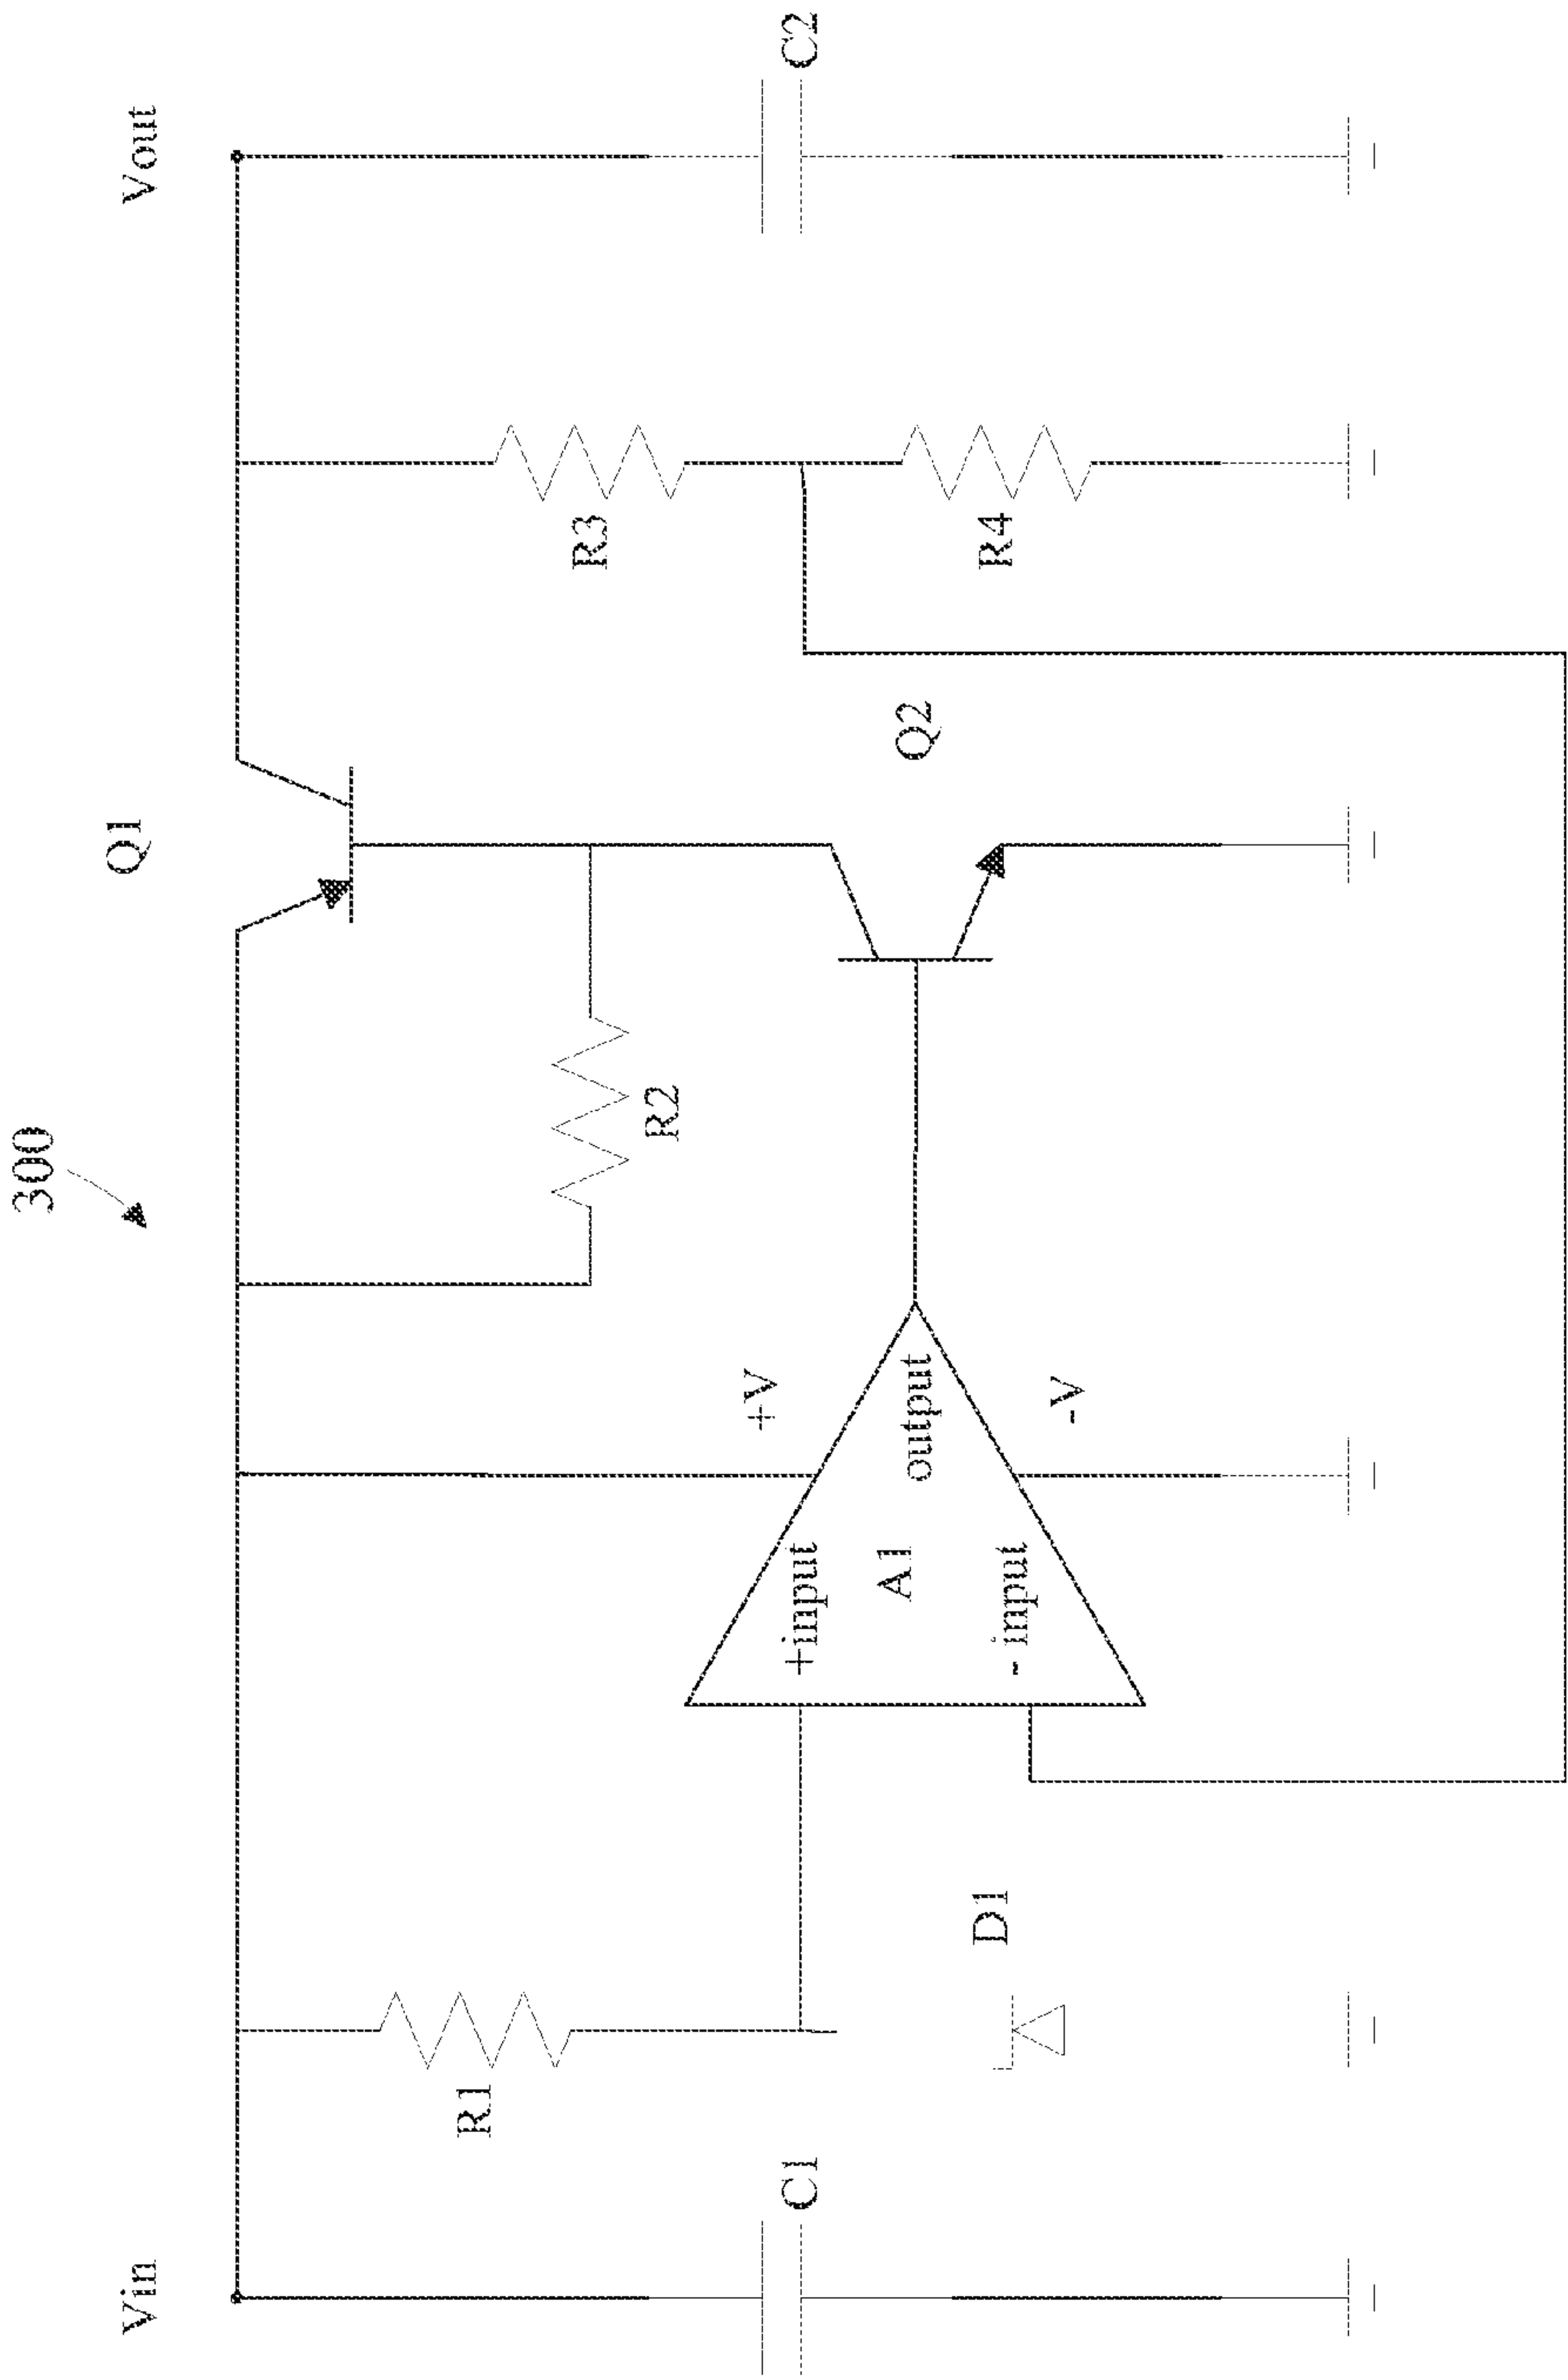 300
Vin
Q1
Vout
R1
R2
R3
C1
+V
C2
+input
A1
output
Q2
D1
- input
-V
R4